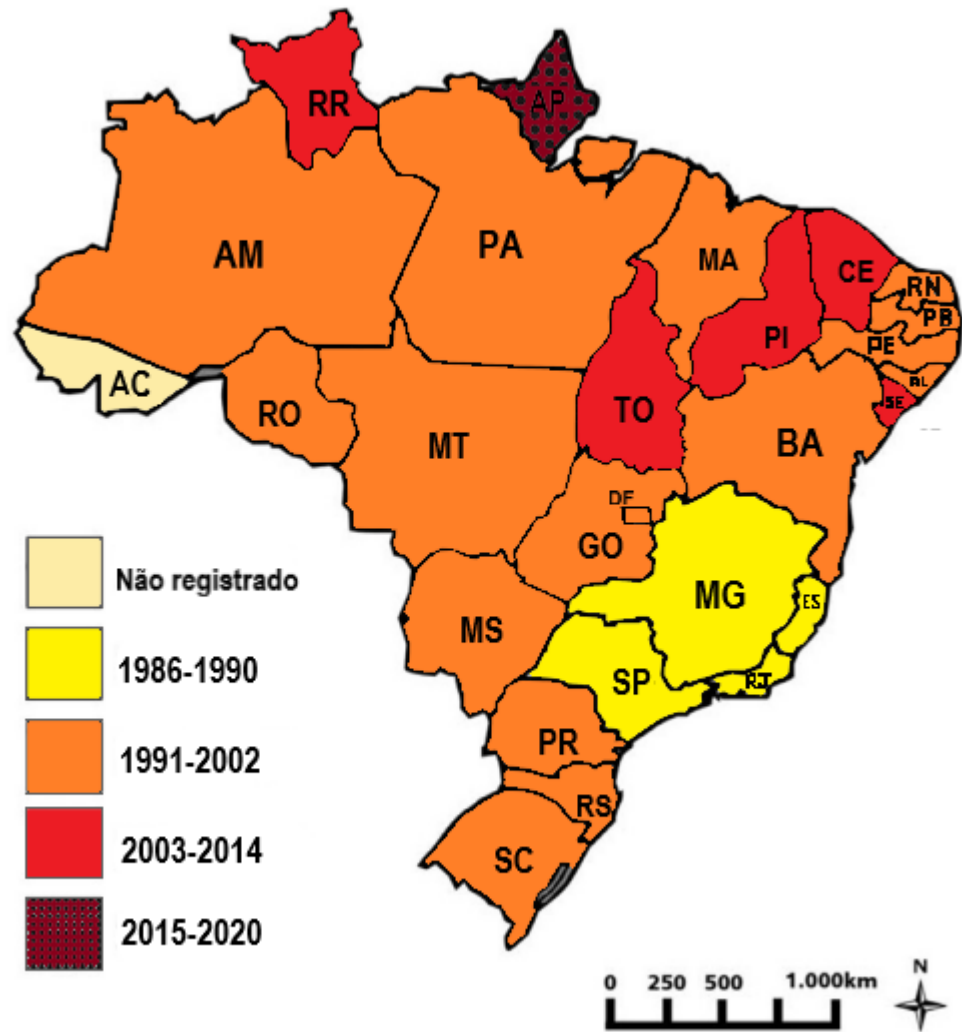 RR
AP
AM
PA
MA
CE
RN
PB
PI
PE
AL
SE
AC
RO
TO
MT
BA
DF
GO
MG
ES
MS
SP
RJ
PR
RS
SC
Não registrado
1986-1990
1991-2002
2003-2014
2015-2020
0 250 500 1.000km
N